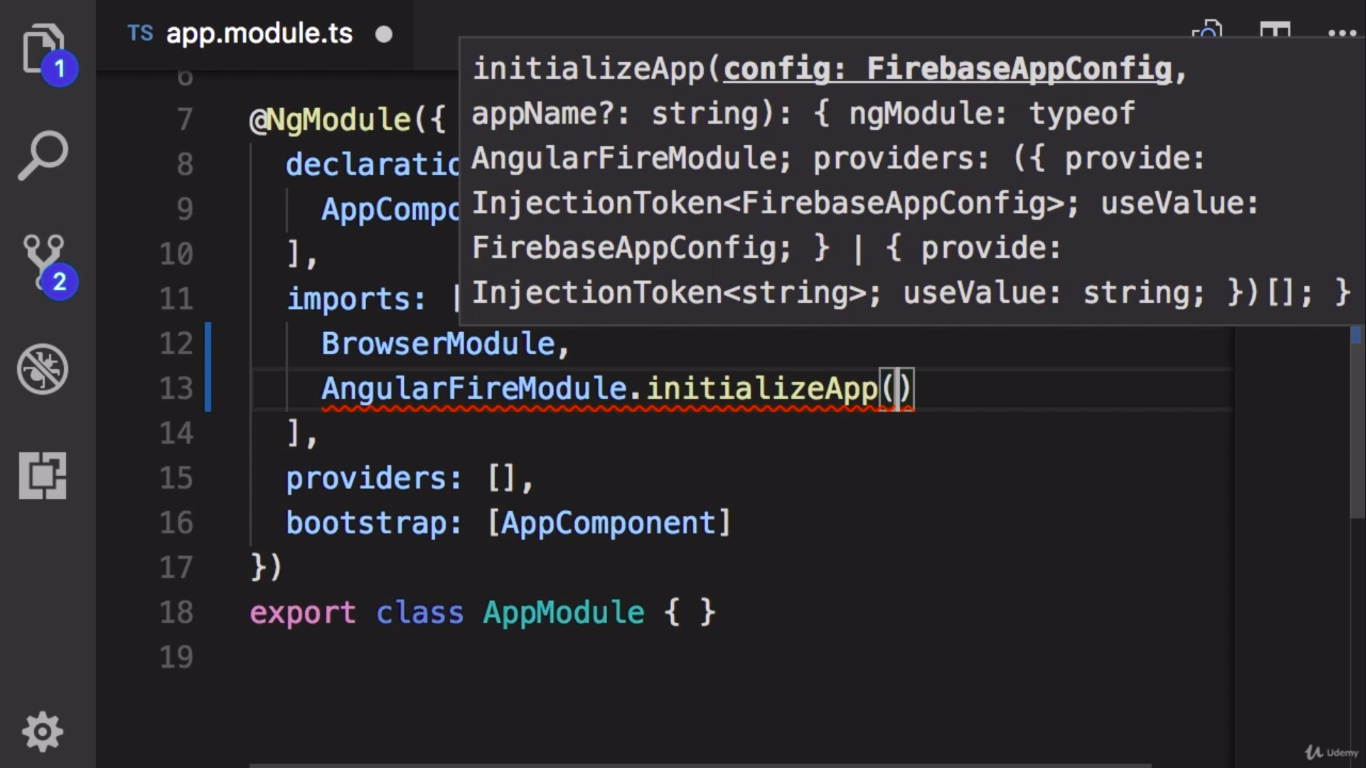 TS app.module.ts
1
initializeApp(config: FirebaseAppConfig,
appName?: string): { ngModule: typeof
AngularFireModule; providers: ({ provide:
InjectionToken<FirebaseAppConfig>; useValue:
FirebaseAppConfig; } | { provide:
InjectionToken<string>; useValue: string; })[]; }
6
7 @NgModule({
8 declaratio
9 AppCompo
10 ],
2
11 imports: [
12 BrowserModule,
13 AngularFireModule.initializeApp()
14 ],
15 providers: [],
16 bootstrap: [AppComponent]
17 })
18 export class AppModule { }
19
Udemy